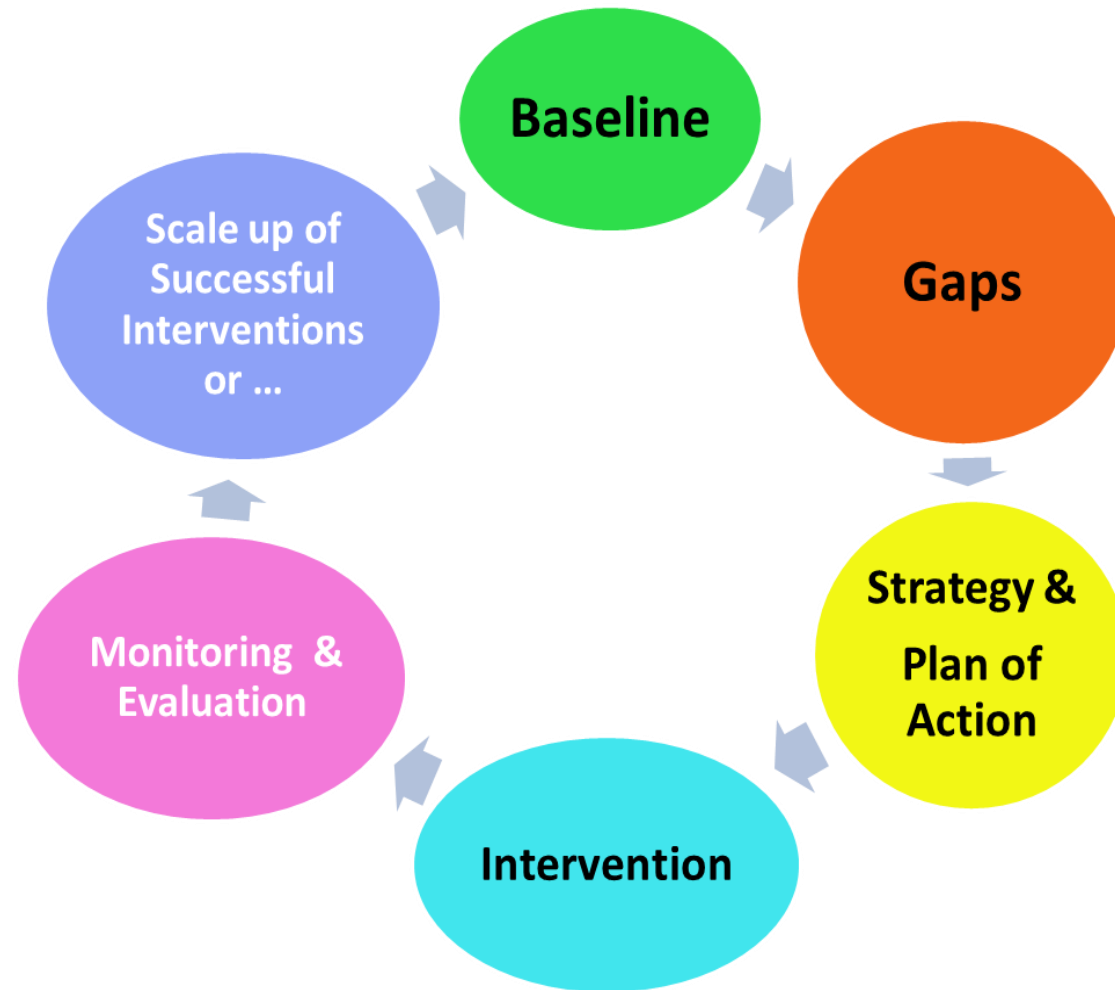 Baseline
Gaps
Strategy &
Plan of
Action
Intervention
Monitoring & 
Evaluation
Scale up of
Successful
Interventions
or ...